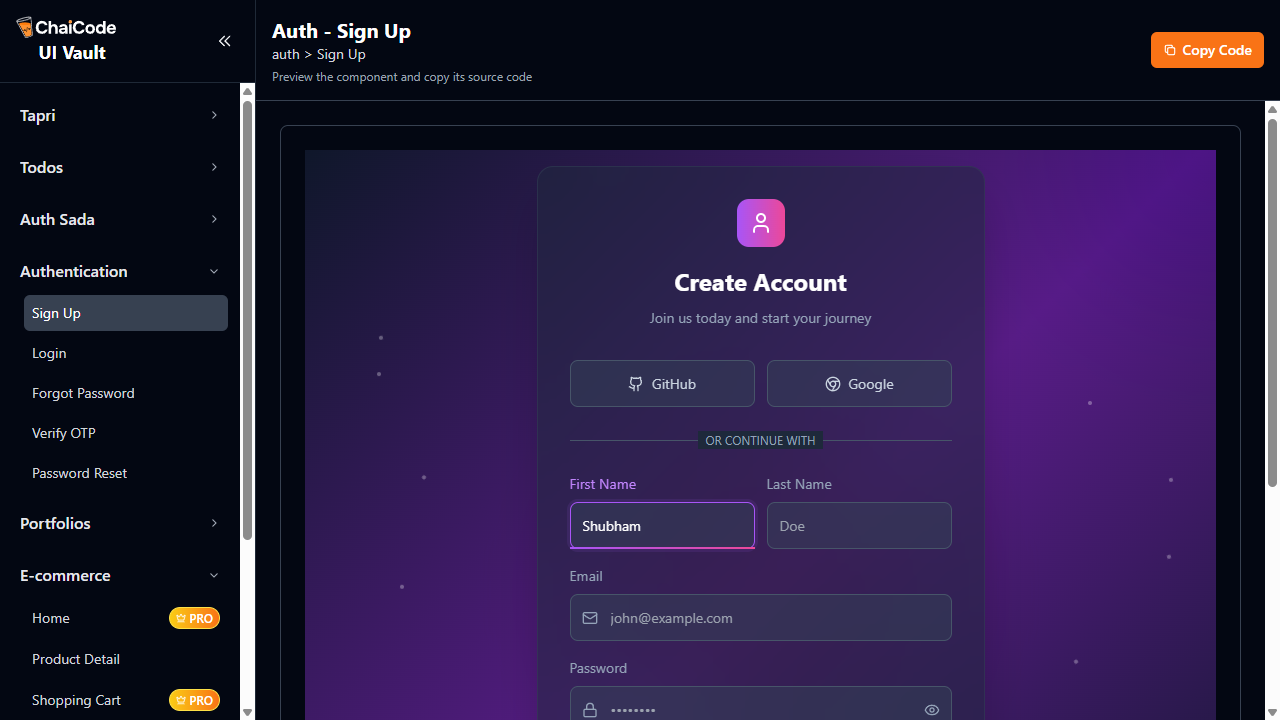 ChaiCode
UI Vault
Tapri
Todos
Auth Sada
Authentication
Sign Up
Login
Forgot Password
Verify OTP
Password Reset
Portfolios
E-commerce
Home PRO
Product Detail
Shopping Cart PRO
Auth - Sign Up
auth > Sign Up
Preview the component and copy its source code
Copy Code
Create Account
Join us today and start your journey
GitHub Google
OR CONTINUE WITH
First Name Last Name
Shubham Doe
Email
john@example.com
Password
••••••••